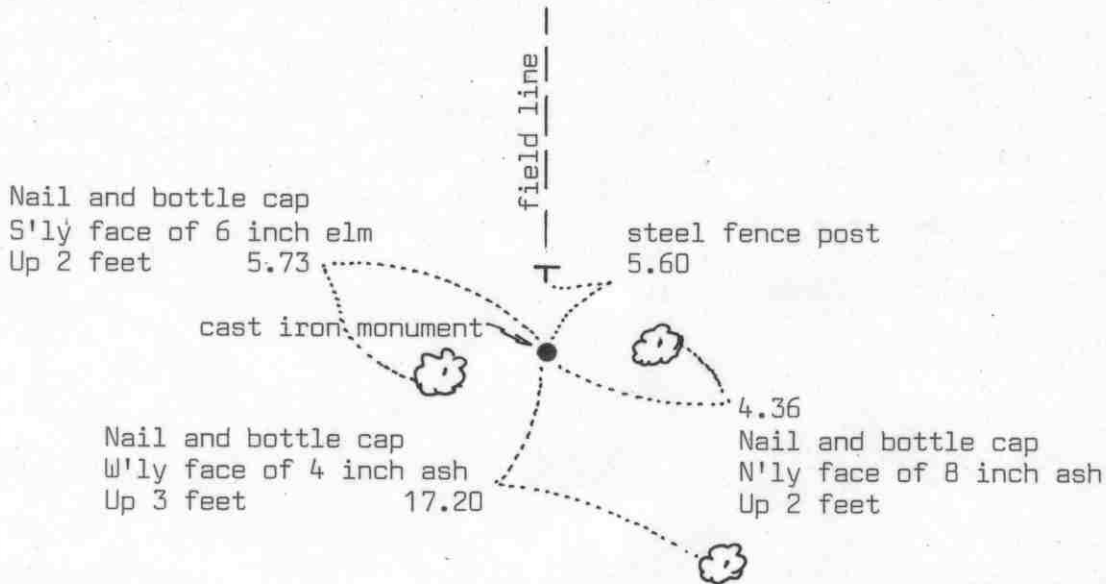 field line
Nail and bottle cap
S'ly face of 6 inch elm
Up 2 feet 5.73
steel fence post
5.60
cast iron monument
4.36
Nail and bottle cap
N'ly face of 8 inch ash
Up 2 feet
Nail and bottle cap
W'ly face of 4 inch ash
Up 3 feet 17.20